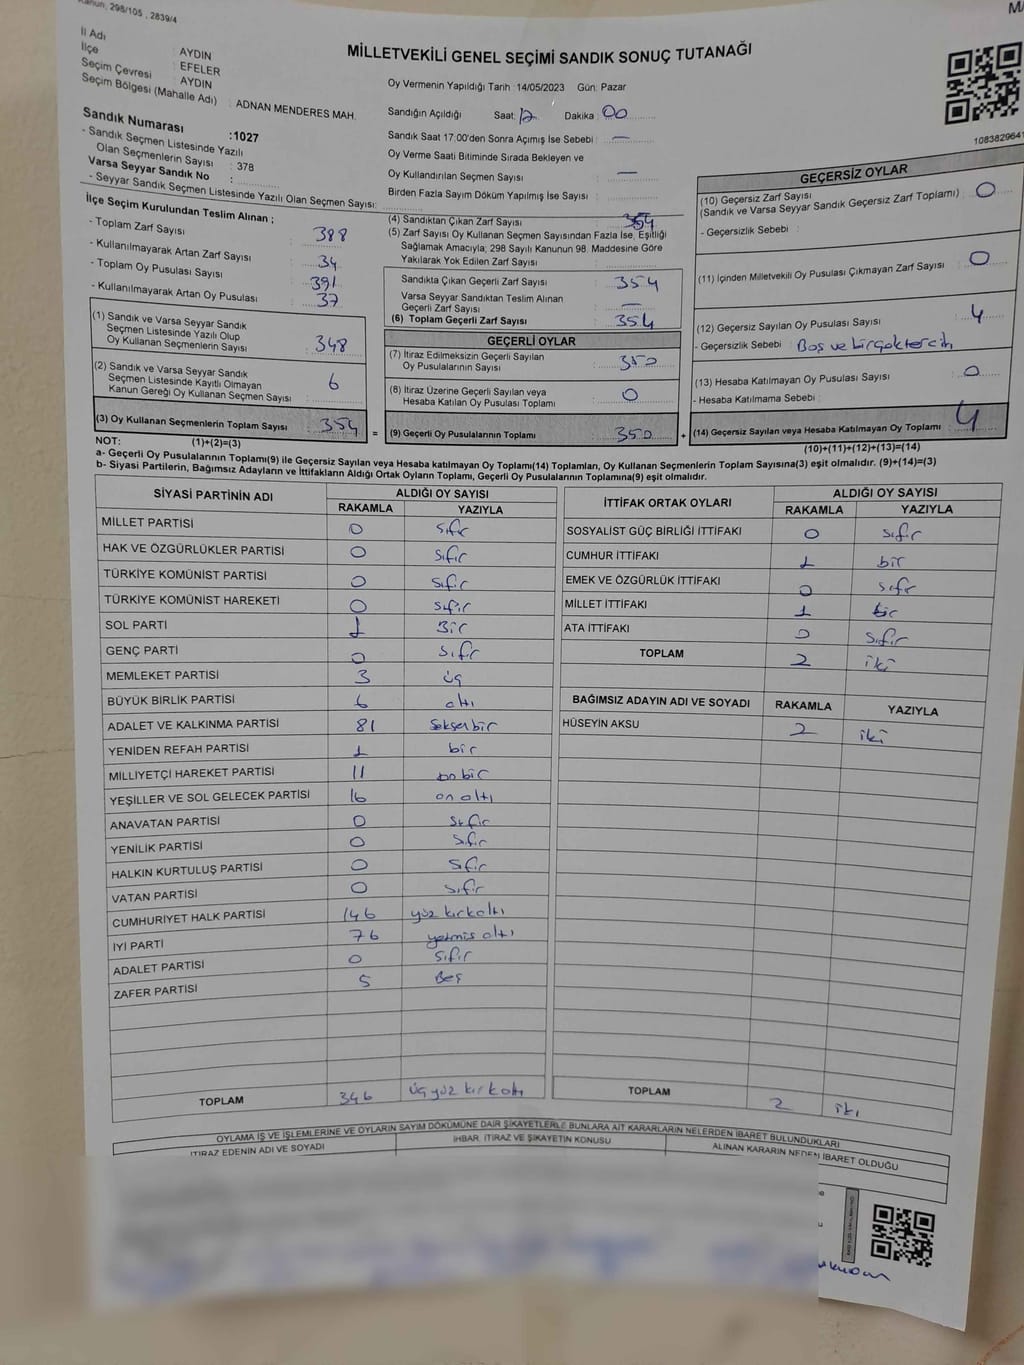 Kanun, 298/105 , 2839/4
MİLLETVEKİLİ GENEL SEÇİMİ SANDIK SONUÇ TUTANAĞI
İl Adı : AYDIN
İlçe : EFELER
Seçim Çevresi : AYDIN
Seçim Bölgesi (Mahalle Adı) : ADNAN MENDERES MAH.
Sandık Numarası :1027
- Sandık Seçmen Listesinde Yazılı
Olan Seçmenlerin Sayısı : 378
Varsa Seyyar Sandık No :
- Seyyar Sandık Seçmen Listesinde Yazılı Olan Seçmen Sayısı:
İlçe Seçim Kurulundan Teslim Alınan ;
- Toplam Zarf Sayısı : 388
- Kullanılmayarak Artan Zarf Sayısı : 34
- Toplam Oy Pusulası Sayısı : 391
- Kullanılmayarak Artan Oy Pusulası : 37
(1) Sandık ve Varsa Seyyar Sandık
Seçmen Listesinde Yazılı Olup
Oy Kullanan Seçmenlerin Sayısı : 348
(2) Sandık ve Varsa Seyyar Sandık
Seçmen Listesinde Kayıtlı Olmayan
Kanun Gereği Oy Kullanan Seçmen Sayısı : 6
(3) Oy Kullanan Seçmenlerin Toplam Sayısı : 354
Oy Vermenin Yapıldığı Tarih : 14/05/2023 Gün: Pazar
Sandığın Açıldığı Saat: 17 Dakika : 00
Sandık Saat 17.00'den Sonra Açımış İse Sebebi : —
Oy Verme Saati Bitiminde Sırada Bekleyen ve
Oy Kullandırılan Seçmen Sayısı : —
Birden Fazla Sayım Döküm Yapılmış İse Sayısı :
(4) Sandıktan Çıkan Zarf Sayısı : 354
(5) Zarf Sayısı Oy Kullanan Seçmen Sayısından Fazla İse, Eşitliği
Sağlamak Amacıyla; 298 Sayılı Kanunun 98. Maddesine Göre
Yakılarak Yok Edilen Zarf Sayısı :
Sandıkta Çıkan Geçerli Zarf Sayısı : 354
Varsa Seyyar Sandıktan Teslim Alınan
Geçerli Zarf Sayısı : —
(6) Toplam Geçerli Zarf Sayısı : 354
GEÇERLİ OYLAR
(7) İtiraz Edilmeksizin Geçerli Sayılan
Oy Pusulalarının Sayısı : 350
(8) İtiraz Üzerine Geçerli Sayılan veya
Hesaba Katılan Oy Pusulası Toplamı : 0
= (9) Geçerli Oy Pusulalarının Toplamı : 350
1083829641
GEÇERSİZ OYLAR
(10) Geçersiz Zarf Sayısı : 0
(Sandık ve Varsa Seyyar Sandık Geçersiz Zarf Toplamı)
- Geçersizlik Sebebi :
(11) İçinden Milletvekili Oy Pusulası Çıkmayan Zarf Sayısı : 0
(12) Geçersiz Sayılan Oy Pusulası Sayısı : 4
- Geçersizlik Sebebi : Boş ve birçok tercih
(13) Hesaba Katılmayan Oy Pusulası Sayısı : 0
- Hesaba Katılmama Sebebi :
+ (14) Geçersiz Sayılan veya Hesaba Katılmayan Oy Toplamı : 4
NOT: (1)+(2)=(3) (10)+(11)+(12)+(13)=(14)
a- Geçerli Oy Pusulalarının Toplamı(9) ile Geçersiz Sayılan veya Hesaba katılmayan Oy Toplamı(14) Toplamları, Oy Kullanan Seçmenlerin Toplam Sayısına(3) eşit olmalıdır. (9)+(14)=(3)
b- Siyasi Partilerin, Bağımsız Adayların ve İttifakların Aldığı Ortak Oyların Toplamı, Geçerli Oy Pusulalarının Toplamına(9) eşit olmalıdır.
SİYASİ PARTİNİN ADI ALDIĞI OY SAYISI
RAKAMLA YAZIYLA
MİLLET PARTİSİ 0 sıfır
HAK VE ÖZGÜRLÜKLER PARTİSİ 0 sıfır
TÜRKİYE KOMÜNİST PARTİSİ 0 sıfır
TÜRKİYE KOMÜNİST HAREKETİ 0 sıfır
SOL PARTİ 1 Bir
GENÇ PARTİ 0 sıfır
MEMLEKET PARTİSİ 3 üç
BÜYÜK BİRLİK PARTİSİ 6 altı
ADALET VE KALKINMA PARTİSİ 81 seksen bir
YENİDEN REFAH PARTİSİ 1 bir
MİLLİYETÇİ HAREKET PARTİSİ 11 on bir
YEŞİLLER VE SOL GELECEK PARTİSİ 16 on altı
ANAVATAN PARTİSİ 0 sıfır
YENİLİK PARTİSİ 0 sıfır
HALKIN KURTULUŞ PARTİSİ 0 sıfır
VATAN PARTİSİ 0 sıfır
CUMHURİYET HALK PARTİSİ 146 yüz kırk altı
İYİ PARTİ 76 yetmiş altı
ADALET PARTİSİ 0 sıfır
ZAFER PARTİSİ 5 Beş
TOPLAM 346 üç yüz kırk altı
İTTİFAK ORTAK OYLARI ALDIĞI OY SAYISI
RAKAMLA YAZIYLA
SOSYALİST GÜÇ BİRLİĞİ İTTİFAKI 0 sıfır
CUMHUR İTTİFAKI 1 bir
EMEK VE ÖZGÜRLÜK İTTİFAKI 0 sıfır
MİLLET İTTİFAKI 1 bir
ATA İTTİFAKI 0 sıfır
TOPLAM 2 iki
BAĞIMSIZ ADAYIN ADI VE SOYADI RAKAMLA YAZIYLA
HÜSEYİN AKSU 2 iki
TOPLAM 2 iki
OYLAMA İŞ VE İŞLEMLERİNE VE OYLARIN SAYIM DÖKÜMÜNE DAİR ŞİKAYETLERLE BUNLARA AİT KARARLARIN NELERDEN İBARET BULUNDUKLARI
İTİRAZ EDENİN ADI VE SOYADI İHBAR, İTİRAZ VE ŞİKAYETİN KONUSU ALINAN KARARIN NEDEN İBARET OLDUĞU